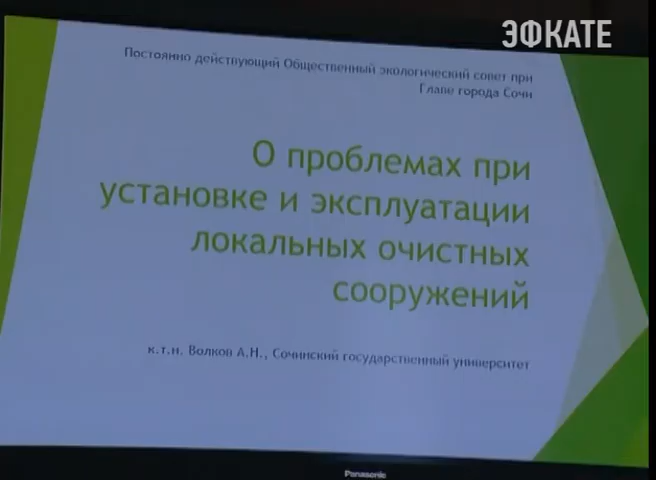 ЭФКАТЕ
Постоянно действующий Общественный экологический совет при
Главе города Сочи
О проблемах при
установке и эксплуатации
локальных очистных
сооружений
к.т.н. Волков А.Н., Сочинский государственный университет
Panasonic